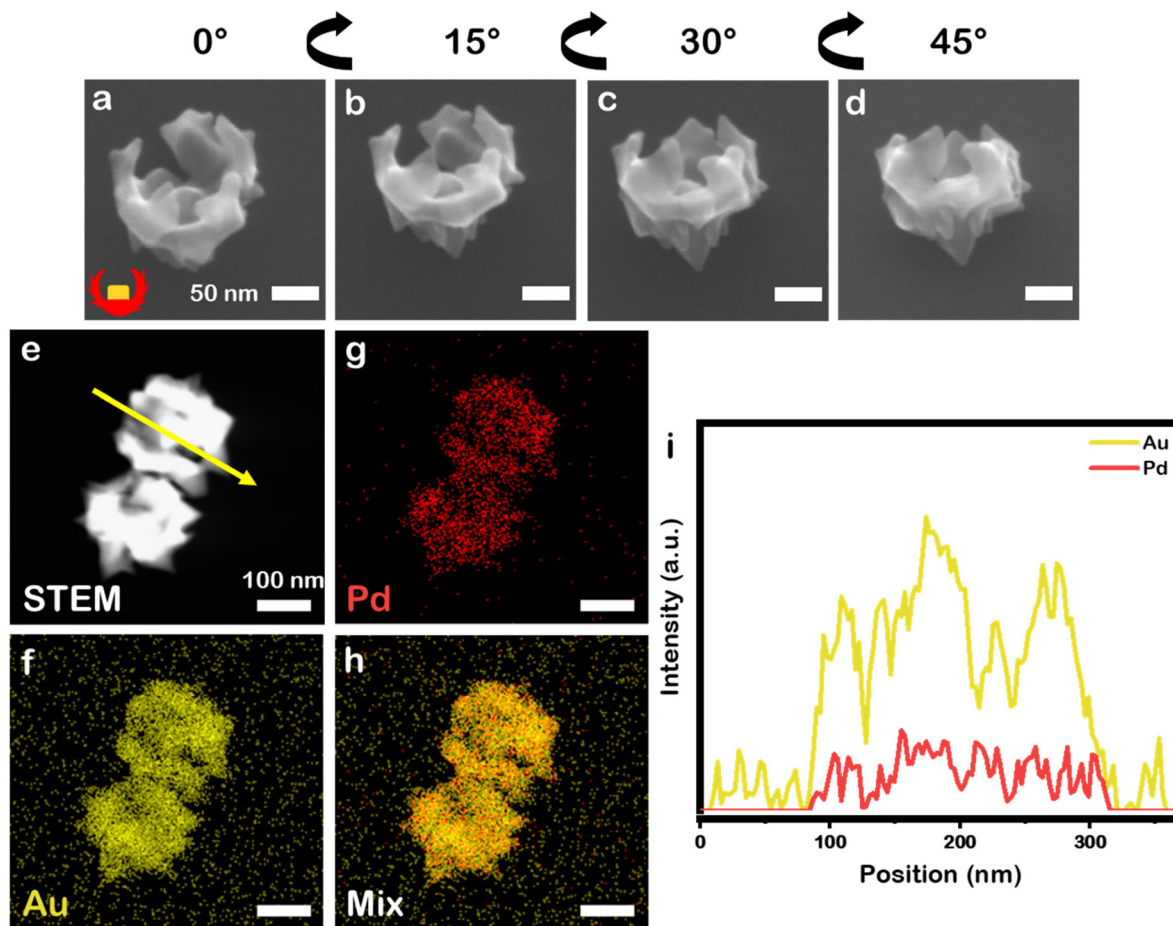 0° 15° 30° 45°
a b c d
50 nm
e g
100 nm
STEM Pd
f h
Au Mix
i
Au
Pd
Intensity (a.u.)
0 100 200 300
Position (nm)